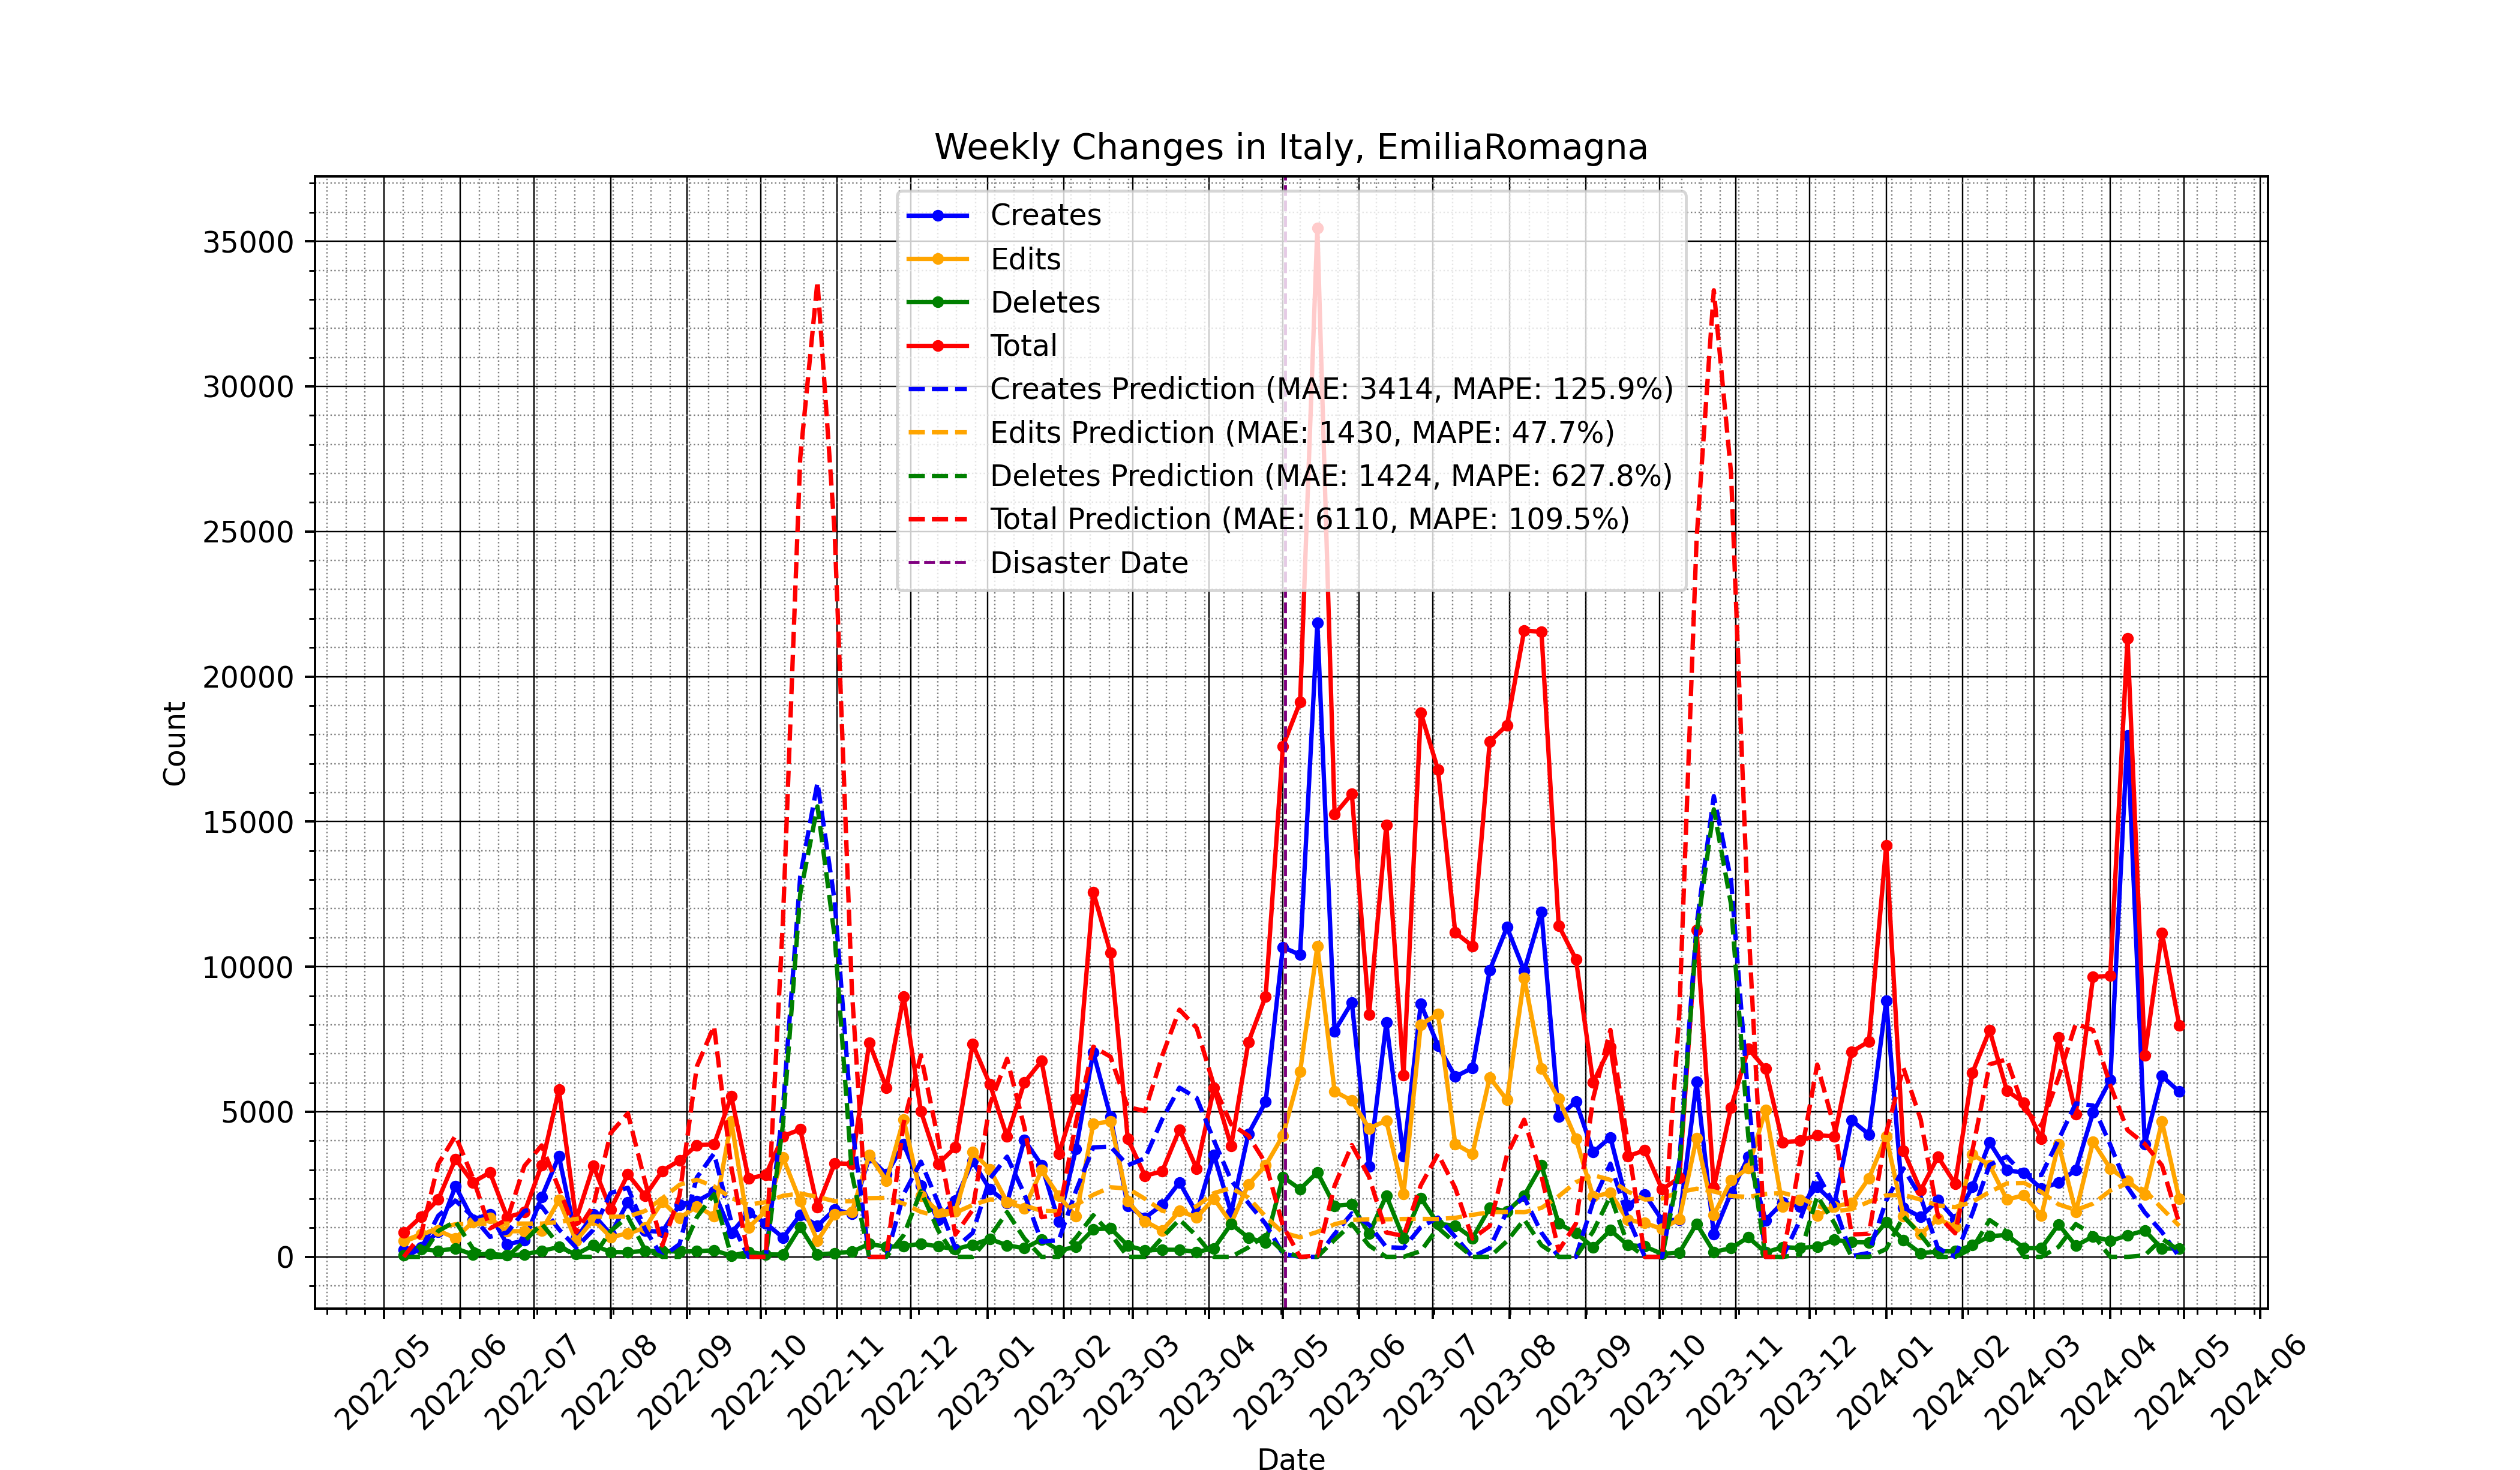 Weekly Changes in Italy, EmiliaRomagna
Creates
Edits
Deletes
Total
Creates Prediction (MAE: 3414, MAPE: 125.9%)
Edits Prediction (MAE: 1430, MAPE: 47.7%)
Deletes Prediction (MAE: 1424, MAPE: 627.8%)
Total Prediction (MAE: 6110, MAPE: 109.5%)
Disaster Date
35000
30000
25000
20000
15000
10000
5000
0
Count
2022-05
2022-06
2022-07
2022-08
2022-09
2022-10
2022-11
2022-12
2023-01
2023-02
2023-03
2023-04
2023-05
2023-06
2023-07
2023-08
2023-09
2023-10
2023-11
2023-12
2024-01
2024-02
2024-03
2024-04
2024-05
2024-06
Date